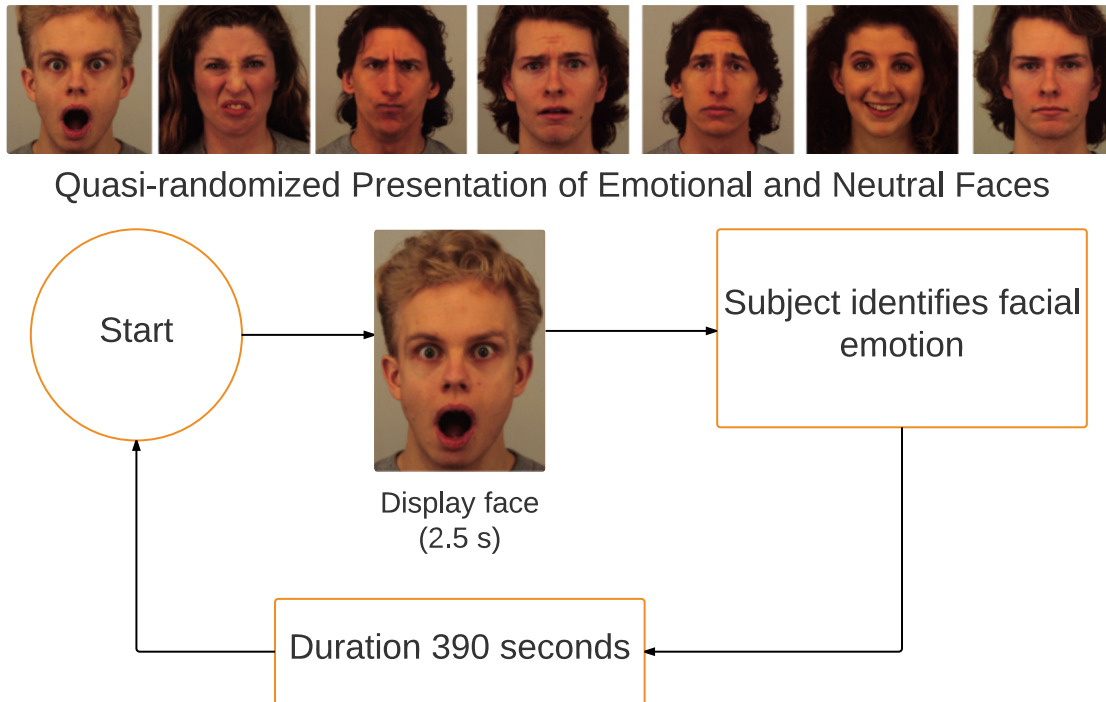 Quasi-randomized Presentation of Emotional and Neutral Faces
Start
Subject identifies facial
emotion
Display face
(2.5 s)
Duration 390 seconds